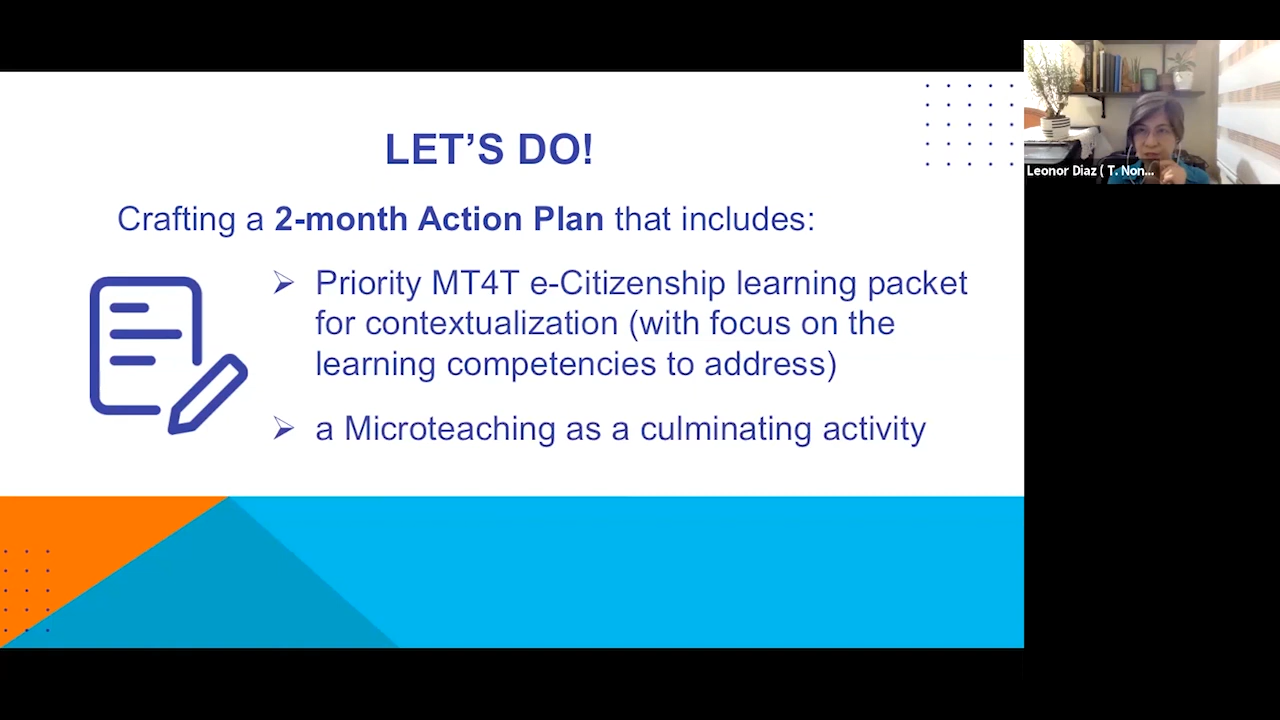 LET'S DO!
Crafting a 2-month Action Plan that includes:
➢ Priority MT4T e-Citizenship learning packet
for contextualization (with focus on the
learning competencies to address)
➢ a Microteaching as a culminating activity
Leonor Diaz ( T. Non...